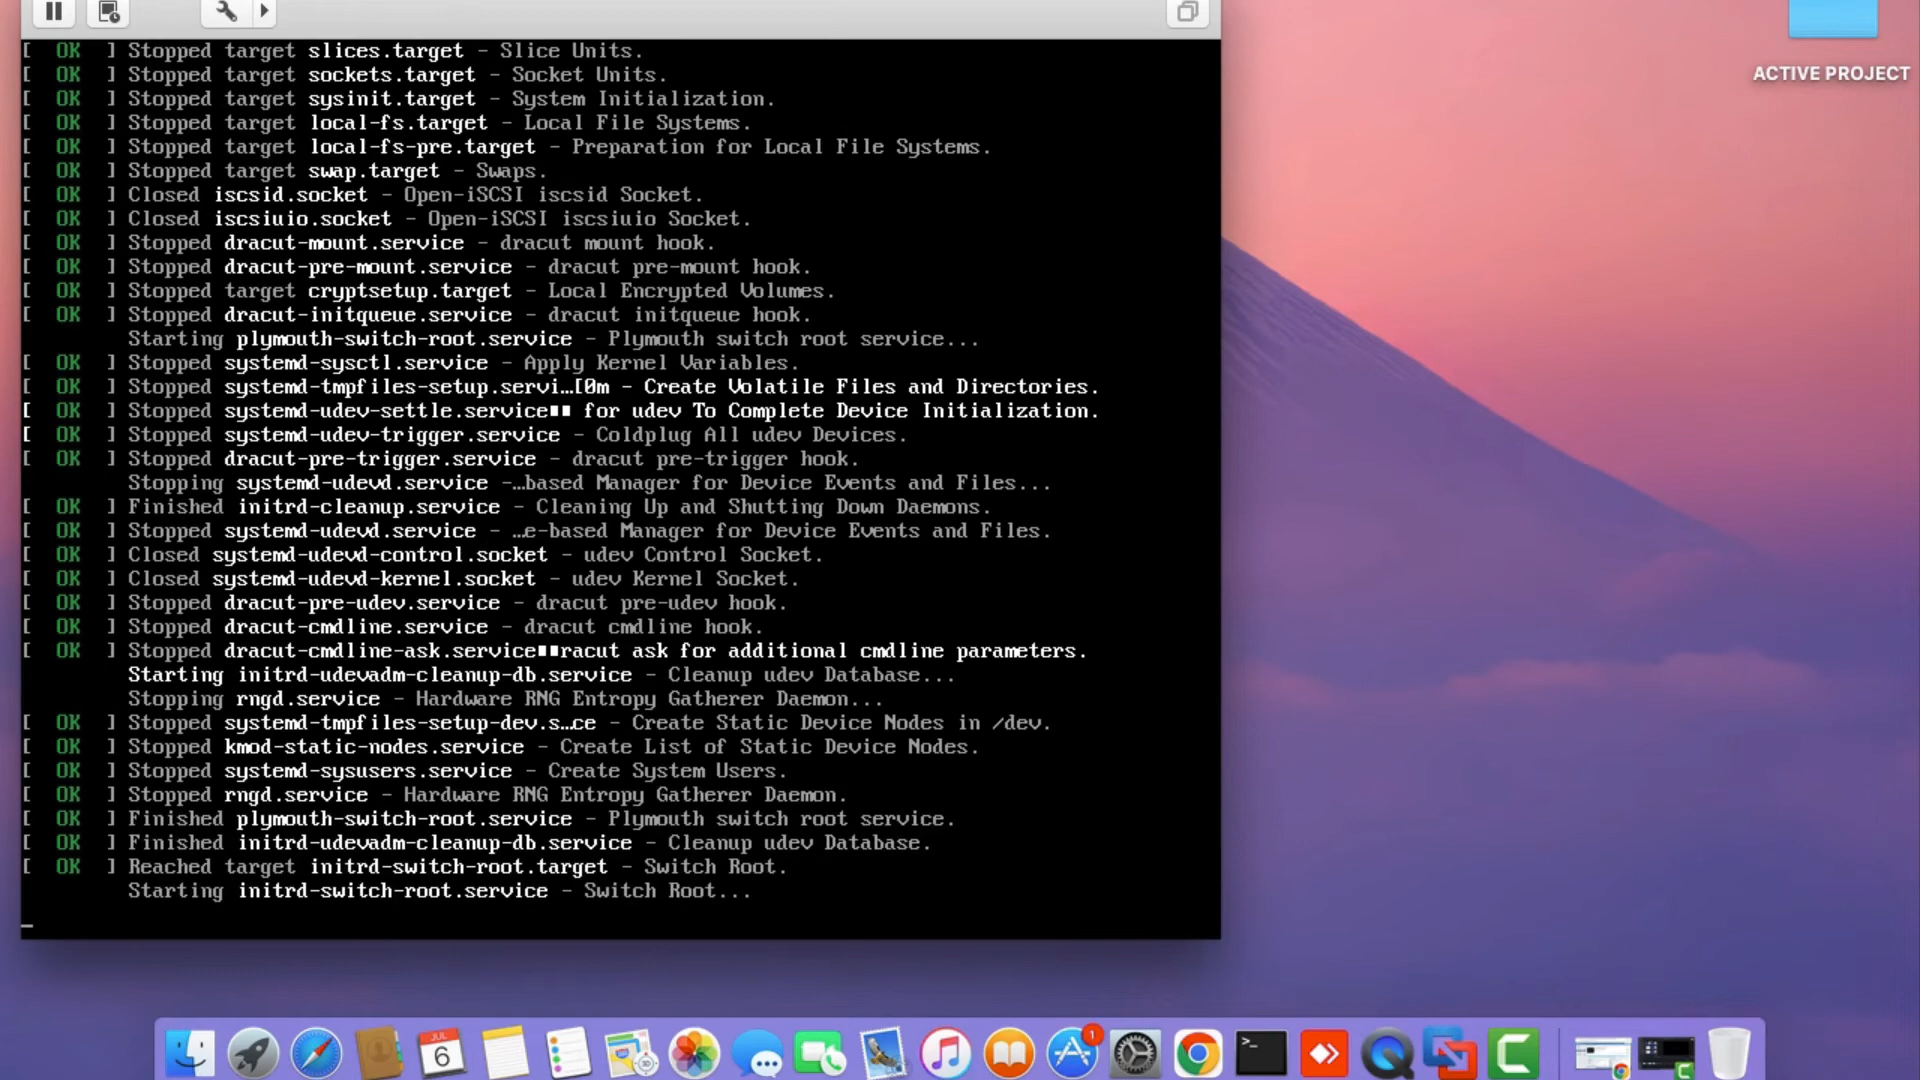 [ OK ] Stopped target slices.target - Slice Units.
[ OK ] Stopped target sockets.target - Socket Units.
[ OK ] Stopped target sysinit.target - System Initialization.
[ OK ] Stopped target local-fs.target - Local File Systems.
[ OK ] Stopped target local-fs-pre.target - Preparation for Local File Systems.
[ OK ] Stopped target swap.target - Swaps.
[ OK ] Closed iscsid.socket - Open-iSCSI iscsid Socket.
[ OK ] Closed iscsiuio.socket - Open-iSCSI iscsiuio Socket.
[ OK ] Stopped dracut-mount.service - dracut mount hook.
[ OK ] Stopped dracut-pre-mount.service - dracut pre-mount hook.
[ OK ] Stopped target cryptsetup.target - Local Encrypted Volumes.
[ OK ] Stopped dracut-initqueue.service - dracut initqueue hook.
Starting plymouth-switch-root.service - Plymouth switch root service...
[ OK ] Stopped systemd-sysctl.service - Apply Kernel Variables.
[ OK ] Stopped systemd-tmpfiles-setup.servi…[0m - Create Volatile Files and Directories.
[ OK ] Stopped systemd-udev-settle.service■■ for udev To Complete Device Initialization.
[ OK ] Stopped systemd-udev-trigger.service - Coldplug All udev Devices.
[ OK ] Stopped dracut-pre-trigger.service - dracut pre-trigger hook.
Stopping systemd-udevd.service -…based Manager for Device Events and Files...
[ OK ] Finished initrd-cleanup.service - Cleaning Up and Shutting Down Daemons.
[ OK ] Stopped systemd-udevd.service - …e-based Manager for Device Events and Files.
[ OK ] Closed systemd-udevd-control.socket - udev Control Socket.
[ OK ] Closed systemd-udevd-kernel.socket - udev Kernel Socket.
[ OK ] Stopped dracut-pre-udev.service - dracut pre-udev hook.
[ OK ] Stopped dracut-cmdline.service - dracut cmdline hook.
[ OK ] Stopped dracut-cmdline-ask.service■■racut ask for additional cmdline parameters.
Starting initrd-udevadm-cleanup-db.service - Cleanup udev Database...
Stopping rngd.service - Hardware RNG Entropy Gatherer Daemon...
[ OK ] Stopped systemd-tmpfiles-setup-dev.s…ce - Create Static Device Nodes in /dev.
[ OK ] Stopped kmod-static-nodes.service - Create List of Static Device Nodes.
[ OK ] Stopped systemd-sysusers.service - Create System Users.
[ OK ] Stopped rngd.service - Hardware RNG Entropy Gatherer Daemon.
[ OK ] Finished plymouth-switch-root.service - Plymouth switch root service.
[ OK ] Finished initrd-udevadm-cleanup-db.service - Cleanup udev Database.
[ OK ] Reached target initrd-switch-root.target - Switch Root.
Starting initrd-switch-root.service - Switch Root...
ACTIVE PROJECT
JUL
6
1
>_